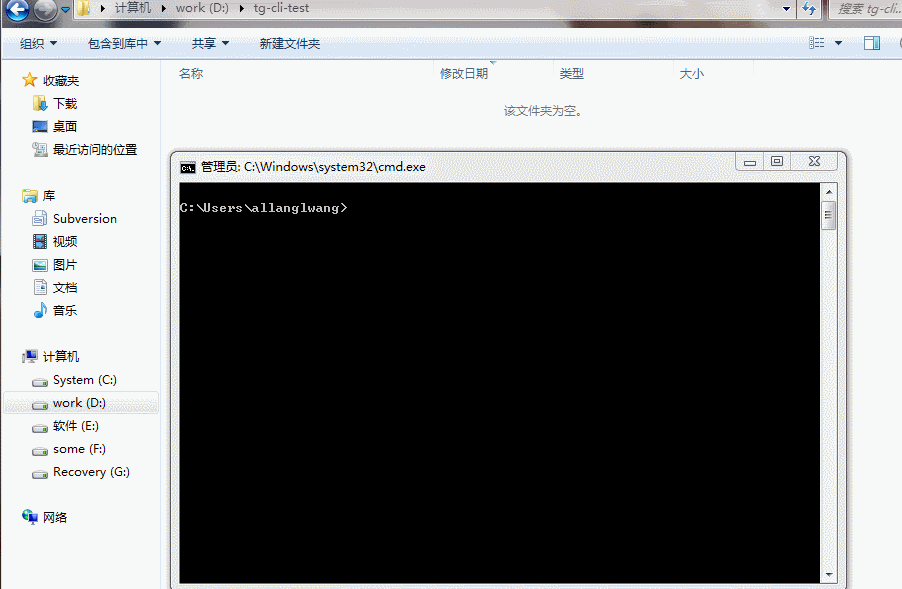 计算机 work (D:) tg-cli-test 搜索 tg-cli...
组织 包含到库中 共享 新建文件夹
名称 修改日期 类型 大小
该文件夹为空。
收藏夹
下载
桌面
最近访问的位置
库
Subversion
视频
图片
文档
音乐
计算机
System (C:)
work (D:)
软件 (E:)
some (F:)
Recovery (G:)
网络
管理员: C:\Windows\system32\cmd.exe
C:\Users\allanglwang>